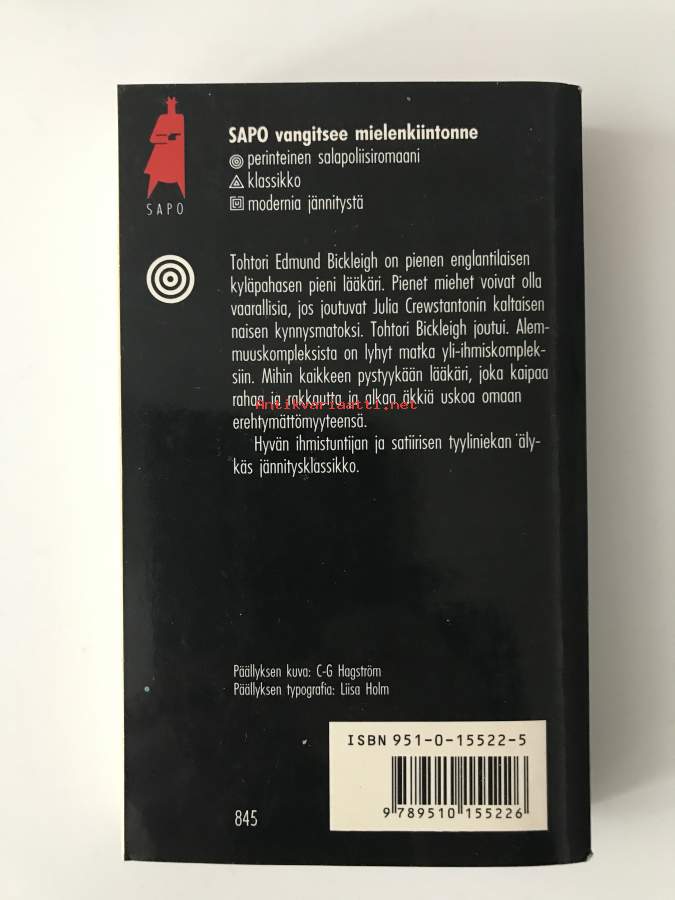 SAPO vangitsee mielenkiintonne
perinteinen salapoliisiromaani
klassikko
modernia jännitystä
SAPO
Tohtori Edmund Bickleigh on pienen englantilaisen
kyläpahasen pieni lääkäri. Pienet miehet voivat olla
vaarallisia, jos joutuvat Julia Crewstantonin kaltaisen
naisen kynnysmatoksi. Tohtori Bickleigh joutui. Alem-
muuskompleksista on lyhyt matka yli-ihmiskomplek-
siin. Mihin kaikkeen pystyykään lääkäri, joka kaipaa
rahaa ja rakkautta ja alkaa äkkiä uskoa omaan
Antikvariaatti.net
erehtymättömyyteensä.
Hyvän ihmistuntijan ja satiirisen tyyliniekan äly-
käs jännitysklassikko.
Päällyksen kuva: C-G Hagström
Päällyksen typografia: Liisa Holm
ISBN 951-0-15522-5
9 789510 155226
845